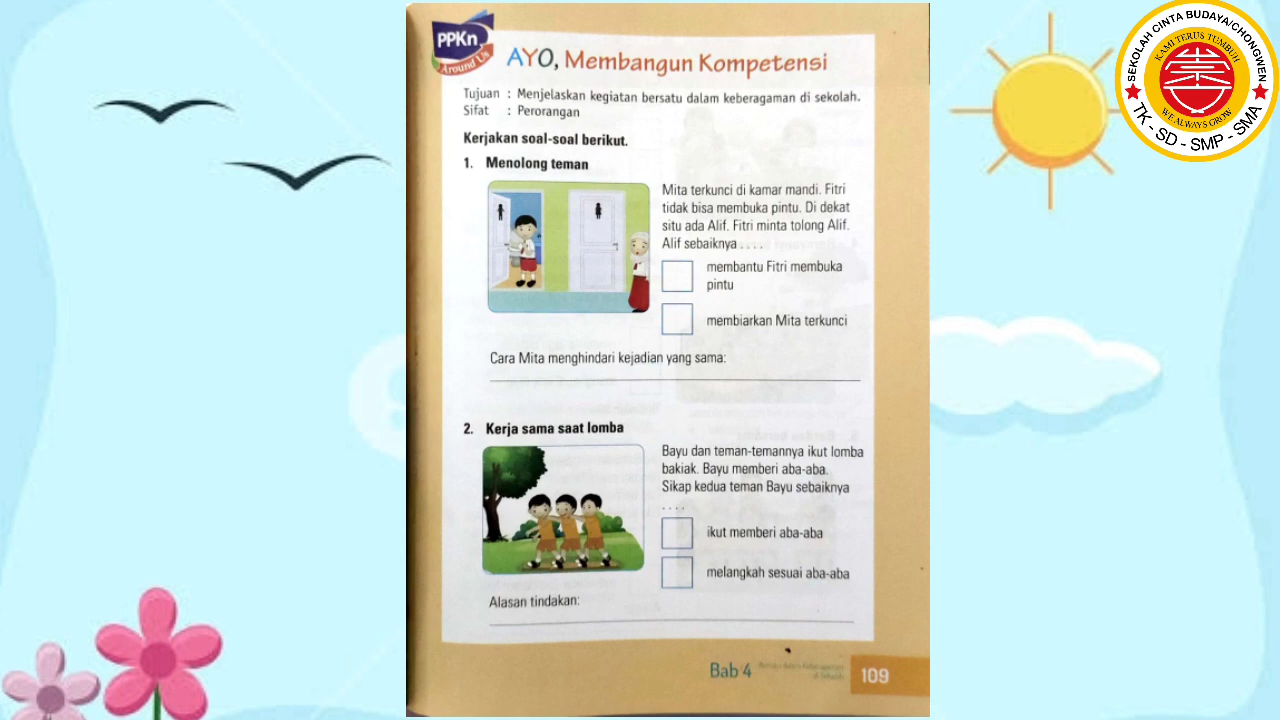 PPKn
Around Us
AYO, Membangun Kompetensi
Tujuan : Menjelaskan kegiatan bersatu dalam keberagaman di sekolah.
Sifat : Perorangan
Kerjakan soal-soal berikut.
1. Menolong teman
Mita terkunci di kamar mandi. Fitri
tidak bisa membuka pintu. Di dekat
situ ada Alif. Fitri minta tolong Alif.
Alif sebaiknya . . . .
membantu Fitri membuka
pintu
membiarkan Mita terkunci
Cara Mita menghindari kejadian yang sama:
2. Kerja sama saat lomba
Bayu dan teman-temannya ikut lomba
bakiak. Bayu memberi aba-aba.
Sikap kedua teman Bayu sebaiknya
. . . .
ikut memberi aba-aba
melangkah sesuai aba-aba
Alasan tindakan:
Bab 4
109
SEKOLAH CINTA BUDAYA/CHONGWEN
KAMI TERUS TUMBUH
WE ALWAYS GROW
TK - SD - SMP - SMA